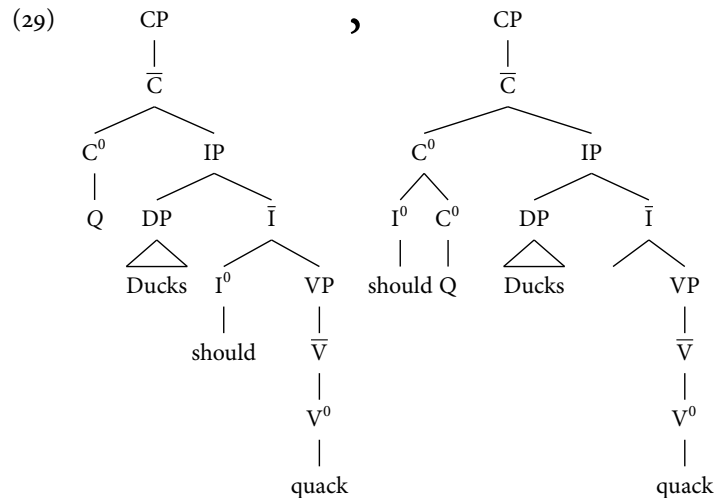 (29) CP , CP
C̅ C̅
C⁰ IP C⁰ IP
Q DP Ī I⁰ C⁰ DP Ī
Ducks I⁰ VP should Q Ducks VP
should V̅ V̅
V⁰ V⁰
quack quack